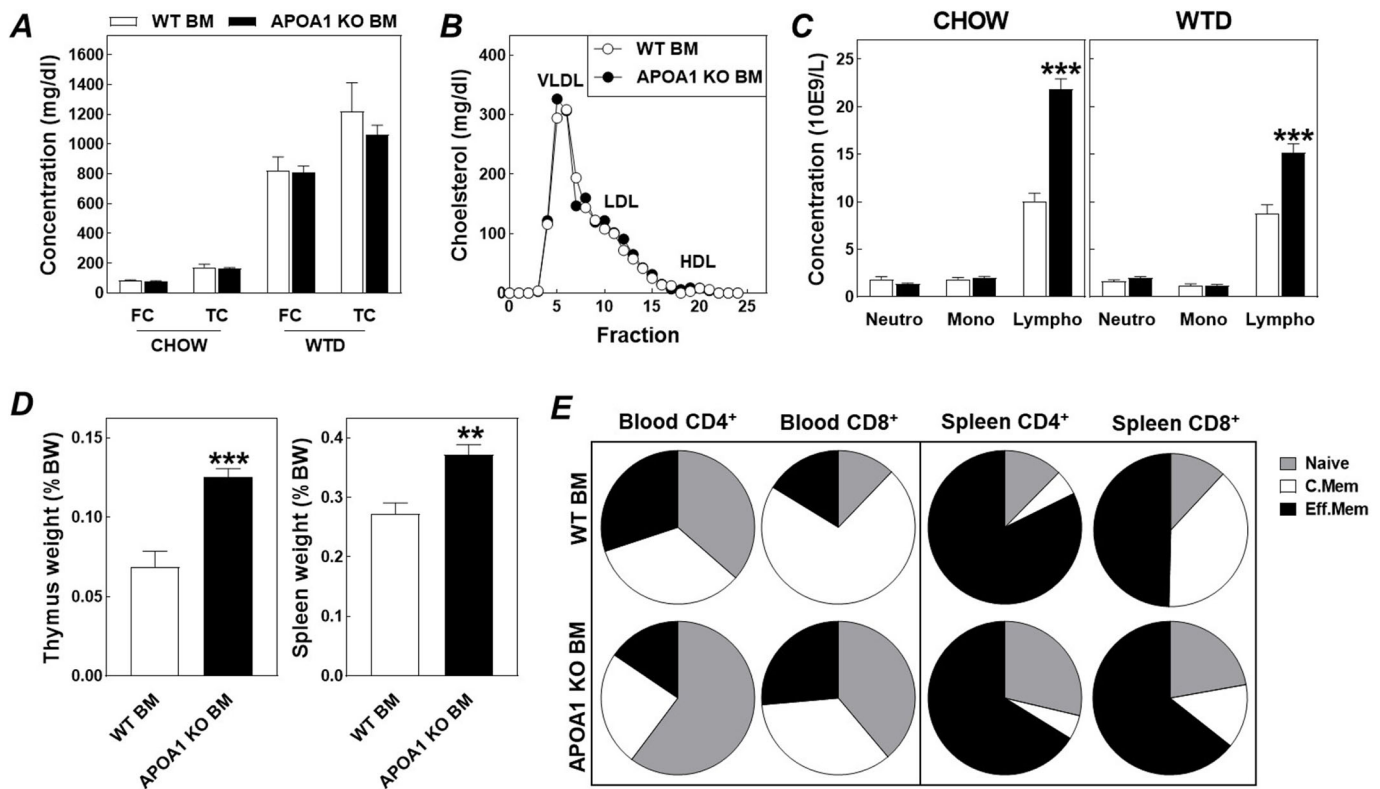 A
WT BM
APOA1 KO BM
Concentration (mg/dl)
1600
1400
1200
1000
800
600
400
200
0
FC
TC
FC
TC
CHOW
WTD
B
WT BM
APOA1 KO BM
Choelsterol (mg/dl)
400
300
200
100
0
VLDL
LDL
HDL
0
5
10
15
20
25
Fraction
C
CHOW
WTD
Concentration (10E9/L)
25
20
15
10
5
0
***
***
Neutro
Mono
Lympho
Neutro
Mono
Lympho
D
Thymus weight (% BW)
0.15
0.10
0.05
0.00
***
WT BM
APOA1 KO BM
Spleen weight (% BW)
0.4
0.3
0.2
0.1
0.0
**
WT BM
APOA1 KO BM
E
Blood CD4+
Blood CD8+
Spleen CD4+
Spleen CD8+
WT BM
APOA1 KO BM
Naive
C.Mem
Eff.Mem